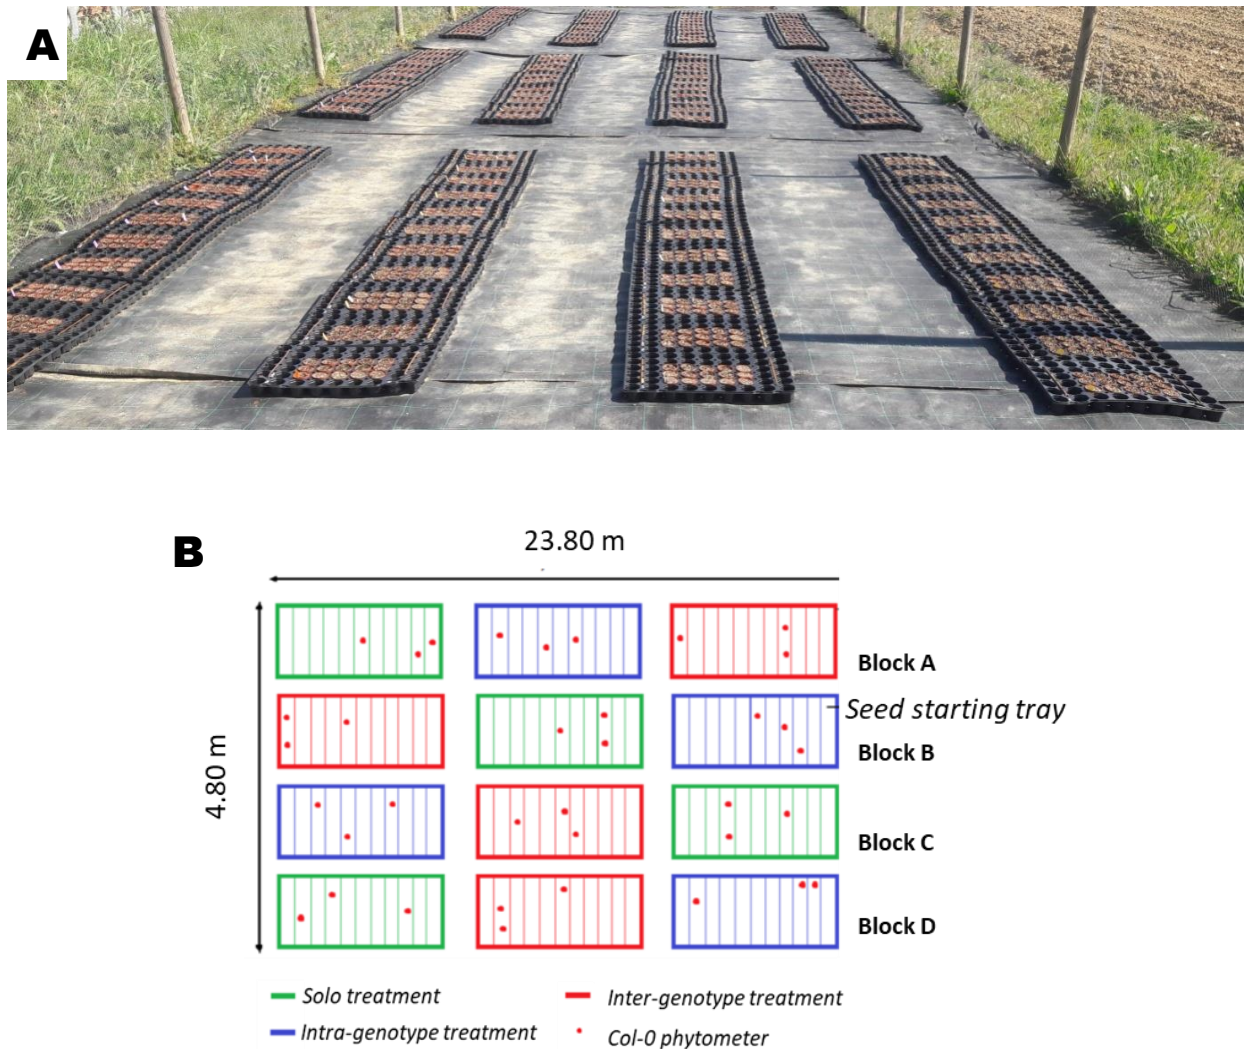 A
B
23.80 m
4.80 m
Block A
Seed starting tray
Block B
Block C
Block D
Solo treatment
Inter-genotype treatment
Intra-genotype treatment
Col-0 phytometer